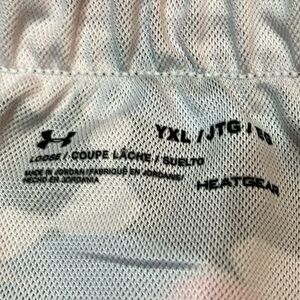 YXL / JTG / EG
LOOSE / COUPE LÂCHE / SUELTO
MADE IN JORDAN / FABRIQUÉ EN JORDANIE /
HECHO EN JORDANIA
HEATGEAR